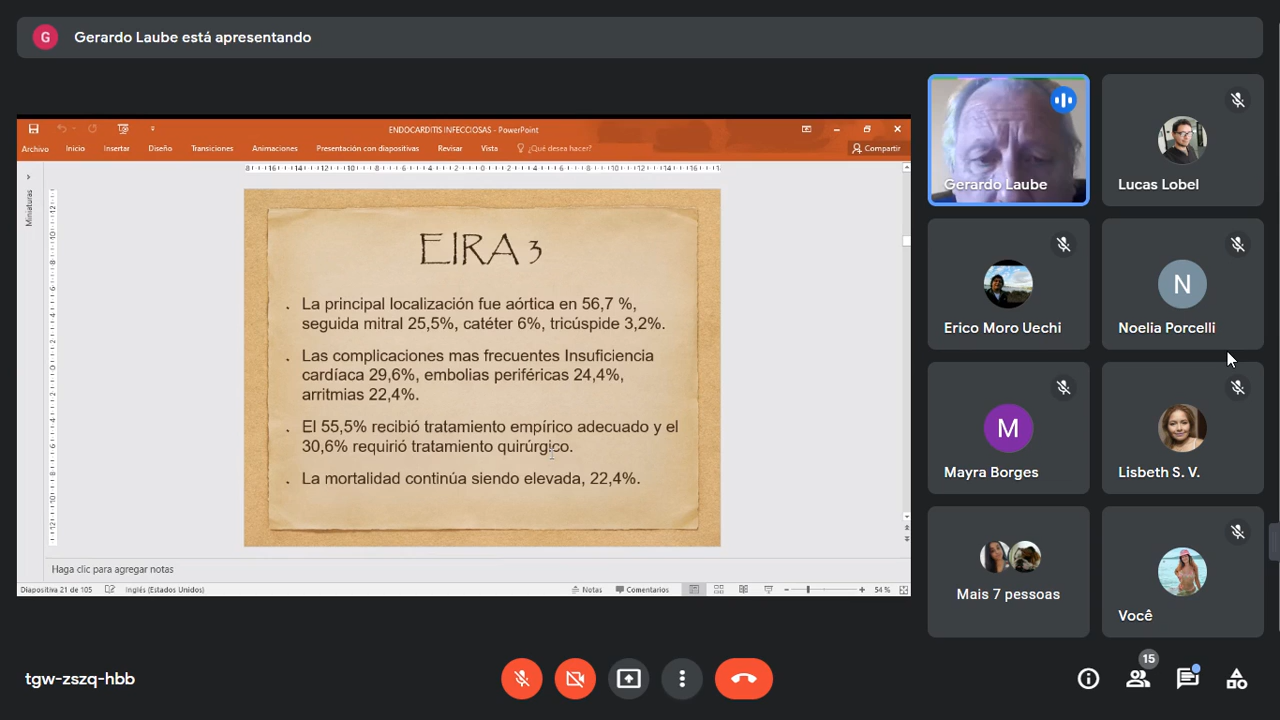 G
Gerardo Laube está apresentando
ENDOCARDITIS INFECCIOSAS - PowerPoint
Archivo Inicio Insertar Diseño Transiciones Animaciones Presentación con diapositivas Revisar Vista ¿Qué desea hacer? Compartir
Miniaturas
EIRA 3
. La principal localización fue aórtica en 56,7 %,
seguida mitral 25,5%, catéter 6%, tricúspide 3,2%.
. Las complicaciones mas frecuentes Insuficiencia
cardíaca 29,6%, embolias periféricas 24,4%,
arritmias 22,4%.
. El 55,5% recibió tratamiento empírico adecuado y el
30,6% requirió tratamiento quirúrgico.
. La mortalidad continúa siendo elevada, 22,4%.
Haga clic para agregar notas
Diapositiva 21 de 105 Inglés (Estados Unidos) Notas Comentarios 54 %
Gerardo Laube
Lucas Lobel
Erico Moro Uechi
N
Noelia Porcelli
M
Mayra Borges
Lisbeth S. V.
Mais 7 pessoas
Você
tgw-zszq-hbb
15